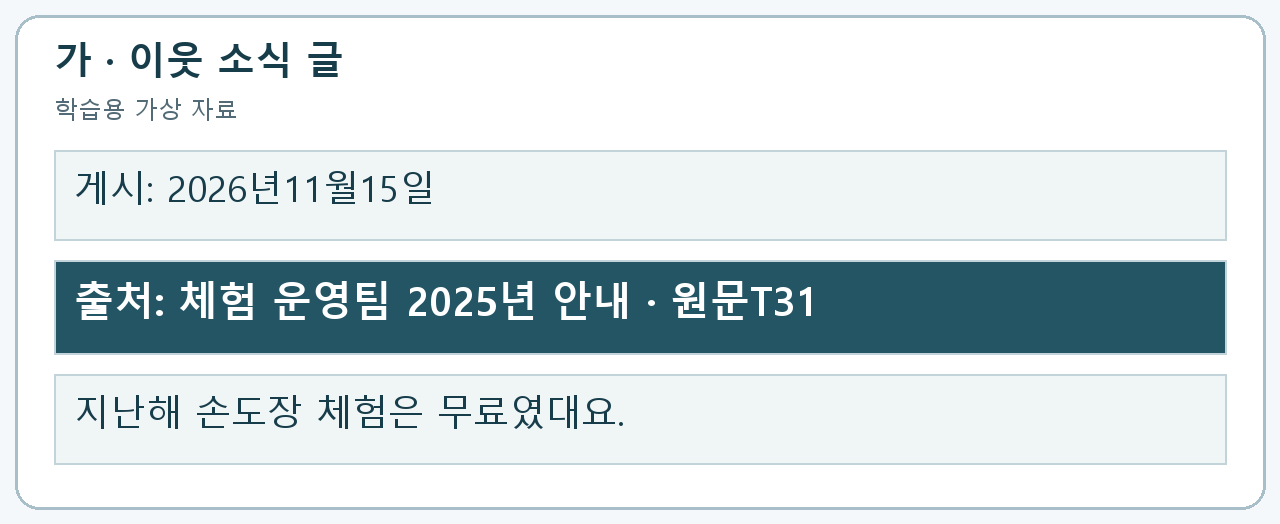 가 · 이웃 소식 글
학습용 가상 자료
게시: 2026년11월15일
출처: 체험 운영팀 2025년 안내 · 원문T31
지난해 손도장 체험은 무료였대요.